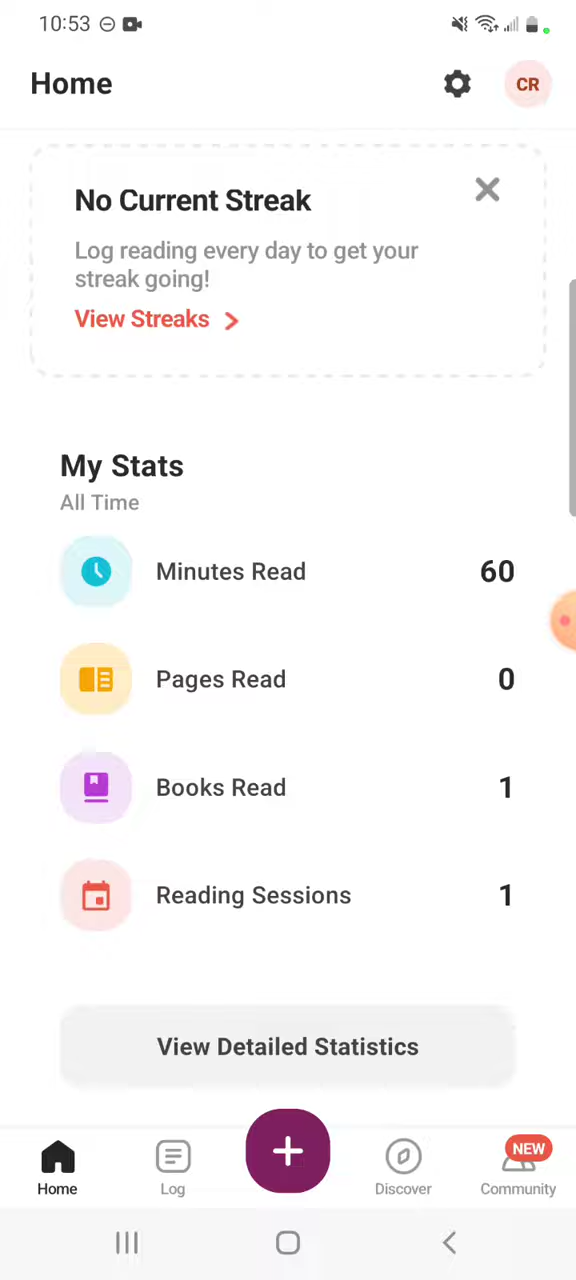 10:53
Home
CR
No Current Streak
Log reading every day to get your
streak going!
View Streaks
My Stats
All Time
Minutes Read 60
Pages Read 0
Books Read 1
Reading Sessions 1
View Detailed Statistics
NEW
Home Log Discover Community